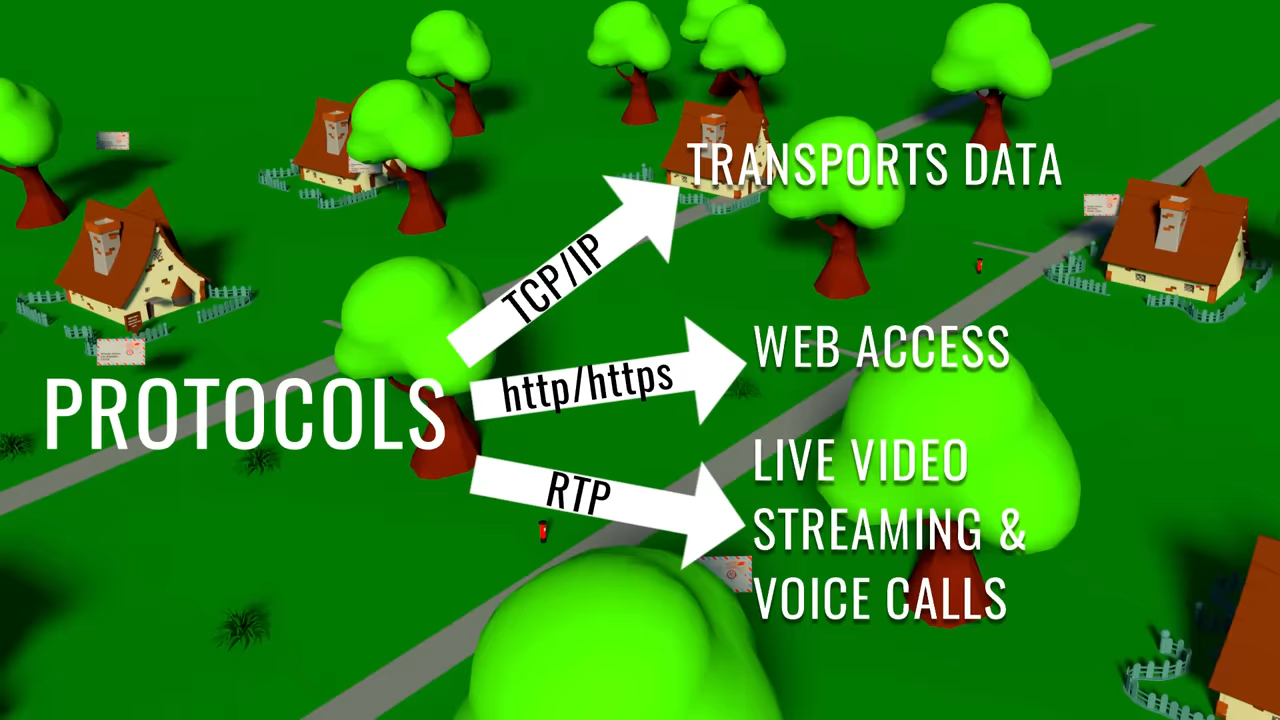 PROTOCOLS
TCP/IP
TRANSPORTS DATA
http/https
WEB ACCESS
RTP
LIVE VIDEO
STREAMING &
VOICE CALLS